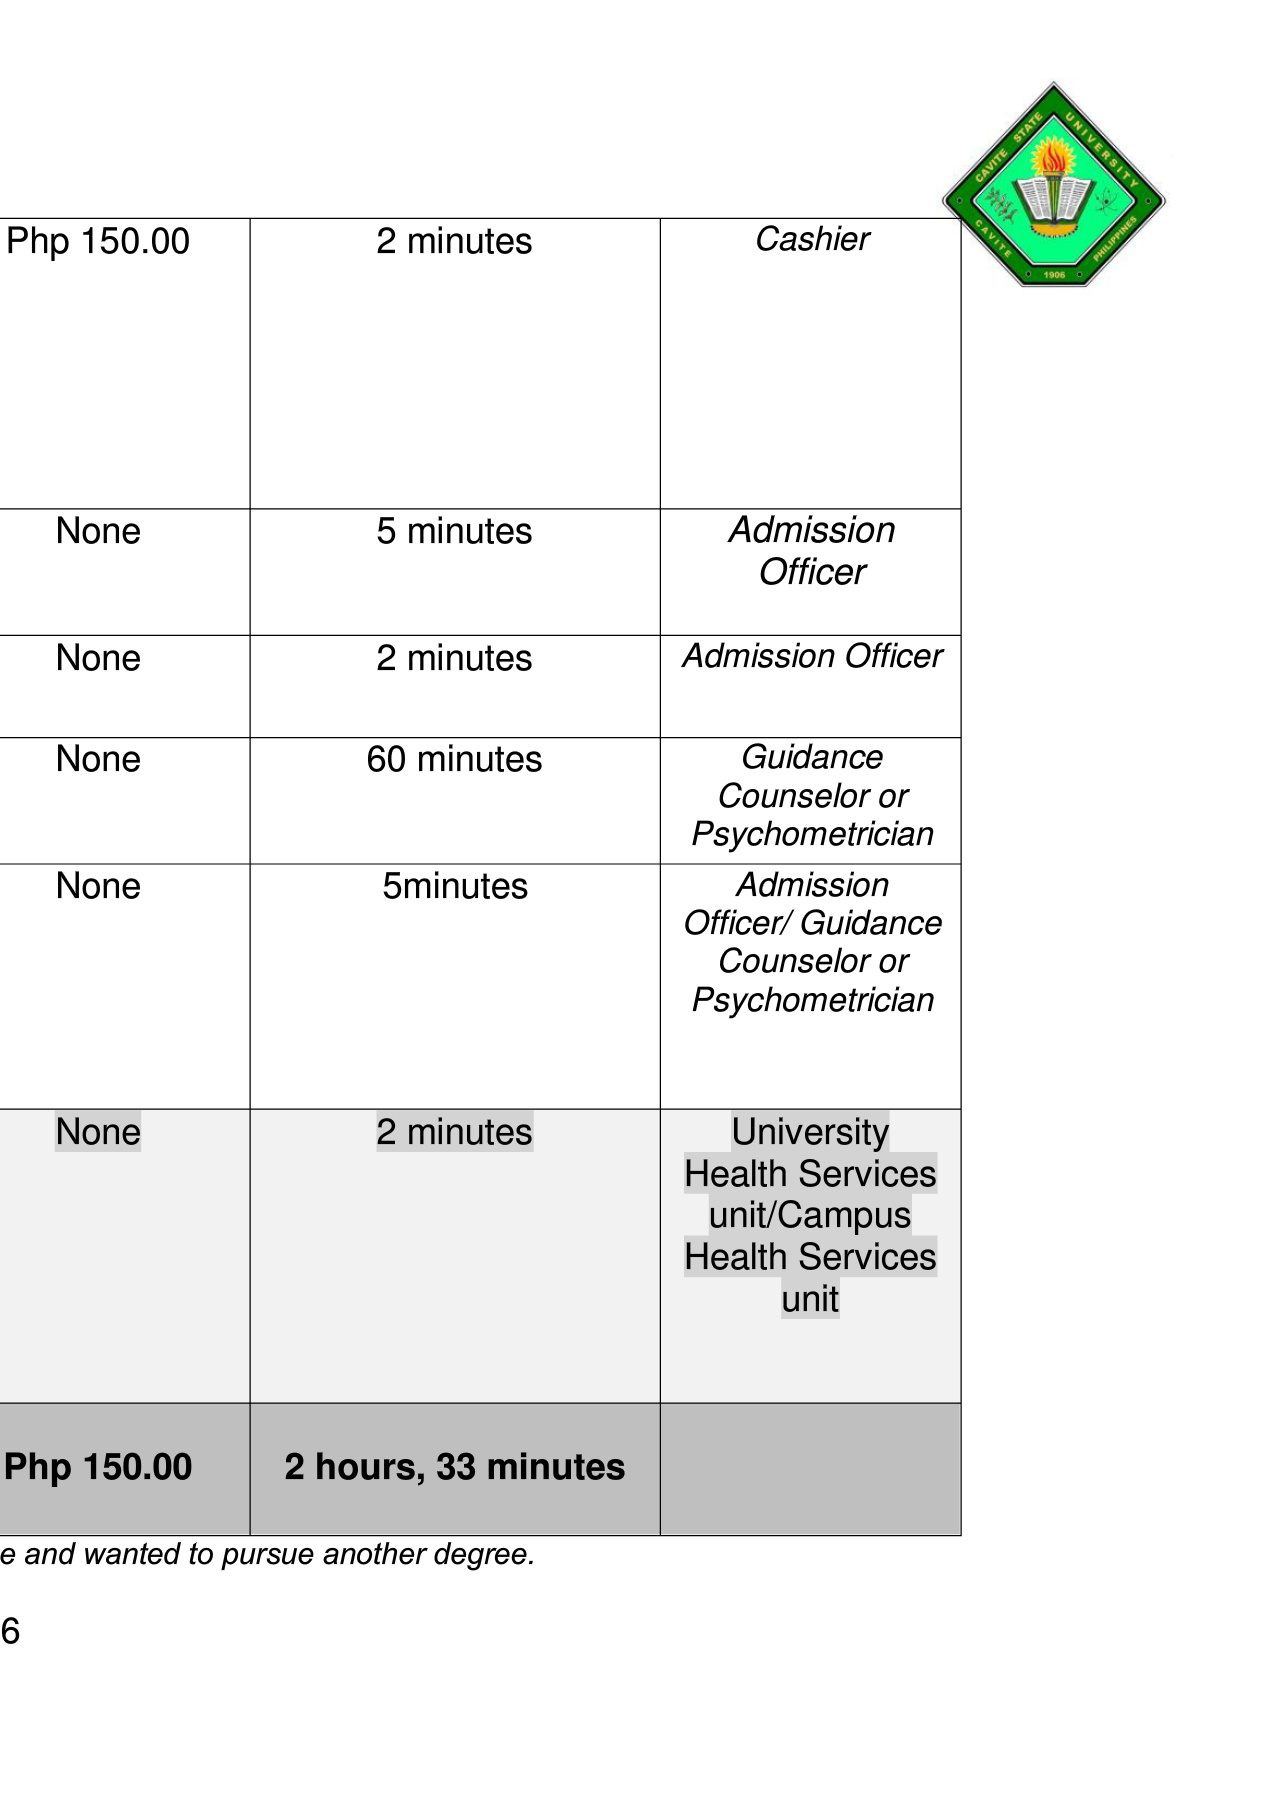 CAVITE STATE UNIVERSITY
CAVITE PHILIPPINES
1906
Php 150.00 2 minutes Cashier
None 5 minutes Admission
Officer
None 2 minutes Admission Officer
None 60 minutes Guidance
Counselor or
Psychometrician
None 5minutes Admission
Officer/ Guidance
Counselor or
Psychometrician
None 2 minutes University
Health Services
unit/Campus
Health Services
unit
Php 150.00 2 hours, 33 minutes
e and wanted to pursue another degree.
6